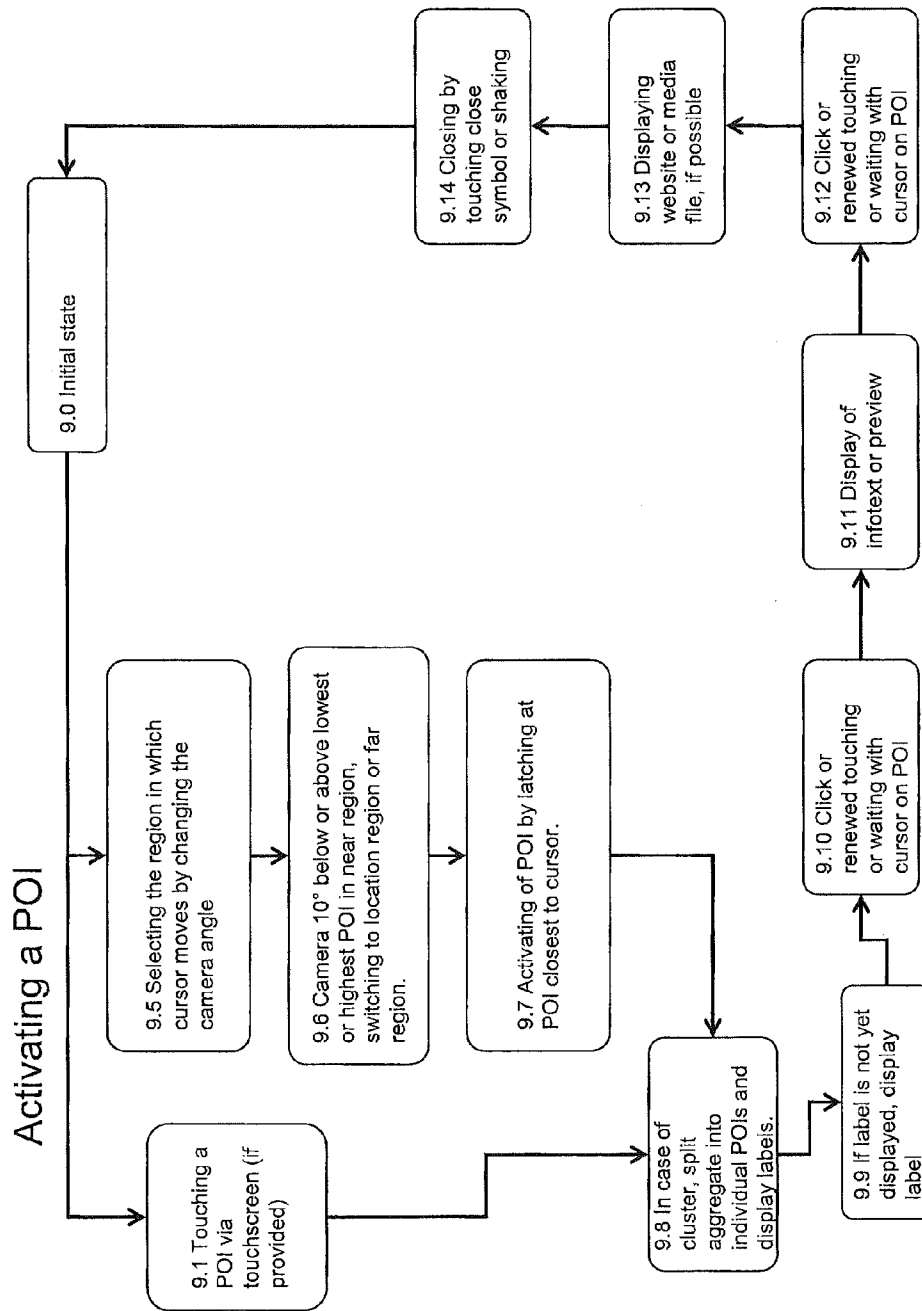 Activating a POI
9.0 Initial state
9.1 Touching a
POI via
touchscreen (if
provided)
9.5 Selecting the region in which
cursor moves by changing the
camera angle
9.6 Camera 10° below or above lowest
or highest POI in near region,
switching to location region or far
region.
9.7 Activating of POI by latching at
POI closest to cursor.
9.8 In case of
cluster, split
aggregate into
individual POIs and
display labels.
9.9 If label is not yet
displayed, display
label
9.10 Click or
renewed touching
or waiting with
cursor on POI
9.11 Display of
infotext or preview
9.12 Click or
renewed touching
or waiting with
cursor on POI
9.13 Displaying
website or media
file, if possible
9.14 Closing by
touching close
symbol or shaking